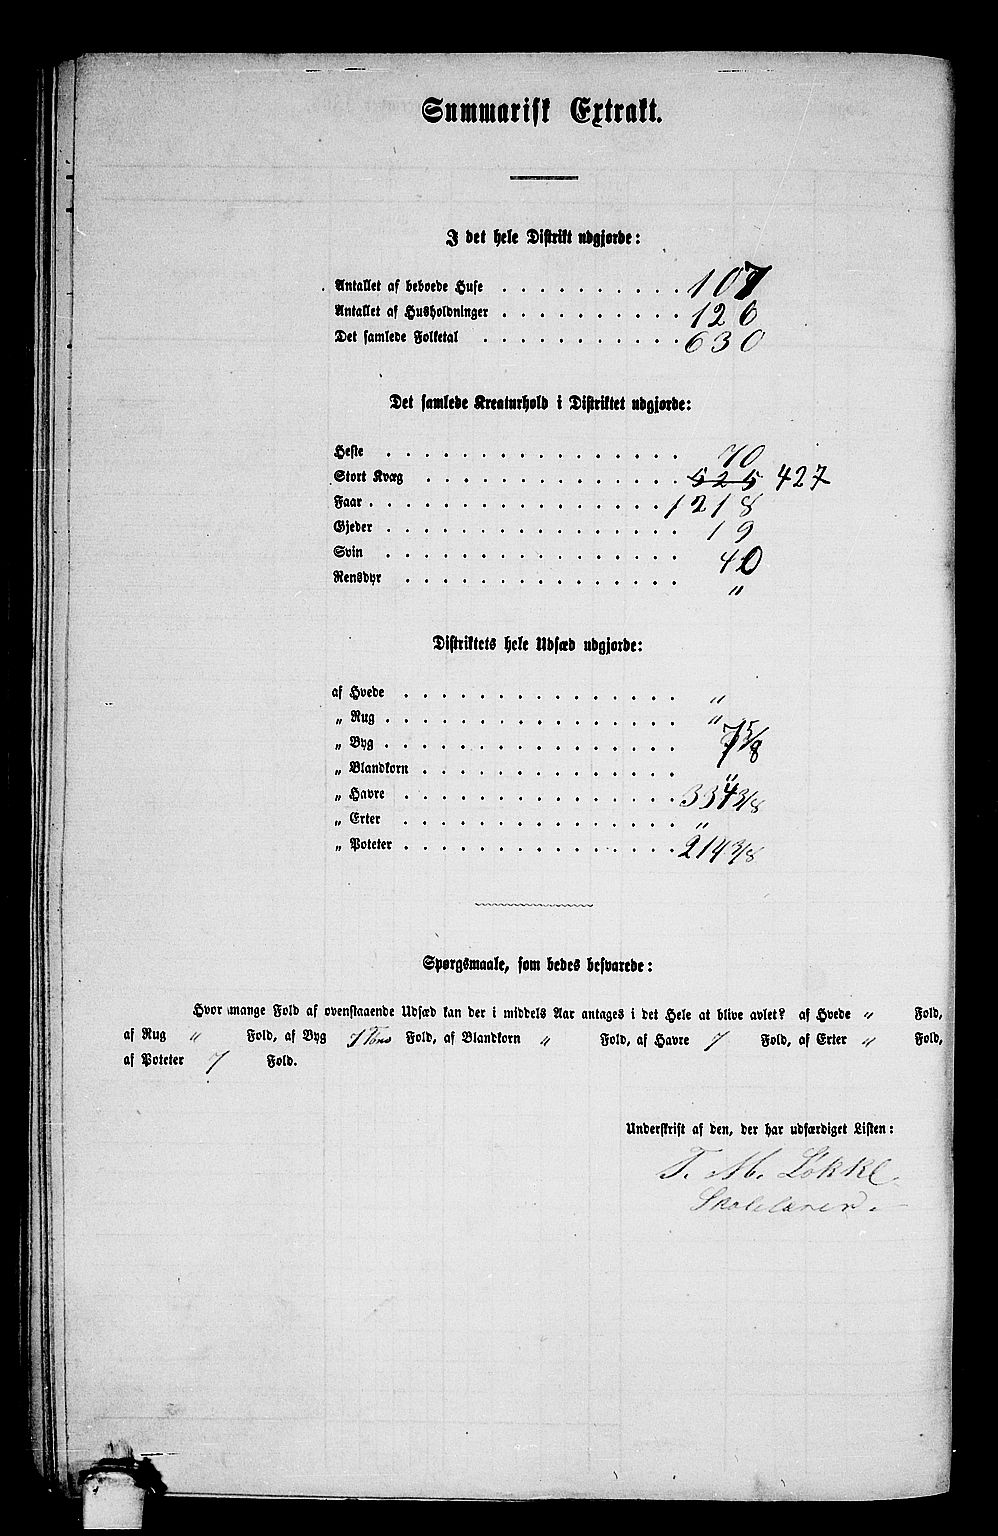 Summarisk Extrakt.
I det hele Distrikt udgjorde:
Antallet af beboede Huse . . . . . . . . . . 107
Antallet af Husholdninger . . . . . . . . . . 126
Det samlede Folketal . . . . . . . . . . . 630
Det samlede Kreaturhold i Distriktet udgjorde:
Heste . . . . . . . . . . . . . . . . 70
Stort Kvæg . . . . . . . . . . . . . . 525 427
Faar . . . . . . . . . . . . . . . . 1218
Gjeder . . . . . . . . . . . . . . . . 19
Svin . . . . . . . . . . . . . . . . 40
Rensdyr . . . . . . . . . . . . . . . "
Distriktets hele Udsæd udgjorde:
af Hvede . . . . . . . . . . . . . . . "
„ Rug . . . . . . . . . . . . . . . . "
„ Byg . . . . . . . . . . . . . . . . 7 5/8
„ Blandkorn . . . . . . . . . . . . . . "
„ Havre . . . . . . . . . . . . . . . 334 3/8
„ Erter . . . . . . . . . . . . . . . "
„ Poteter . . . . . . . . . . . . . . . 214 3/8
Spørgsmaale, som bedes besvarede:
Hvor mange Fold af ovenstaaende Udsæd kan der i middels Aar antages i det Hele at blive avlet? af Hvede " Fold,
af Rug " Fold, af Byg 7 Fold, af Blandkorn " Fold, af Havre 7 Fold, af Erter " Fold,
af Poteter 7 Fold.
Underskrift af den, der har udfærdiget Listen:
T. M. Løkke.
Skolelærer.